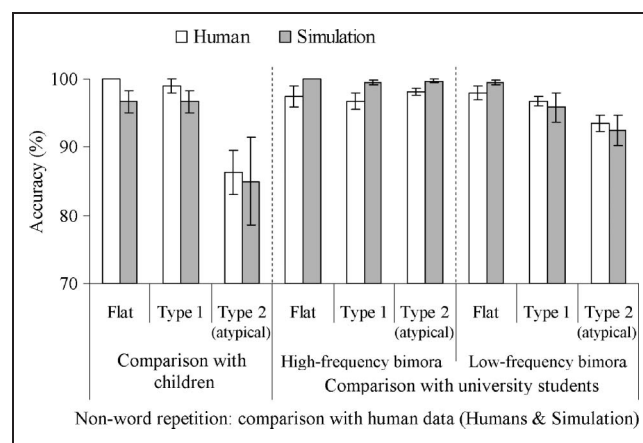 Human Simulation
100
90
80
70
Accuracy (%)
Flat Type 1 Type 2 Flat Type 1 Type 2 Flat Type 1 Type 2
(atypical) (atypical) (atypical)
Comparison with children
High-frequency bimora Low-frequency bimora
Comparison with university students
Non-word repetition: comparison with human data (Humans & Simulation)